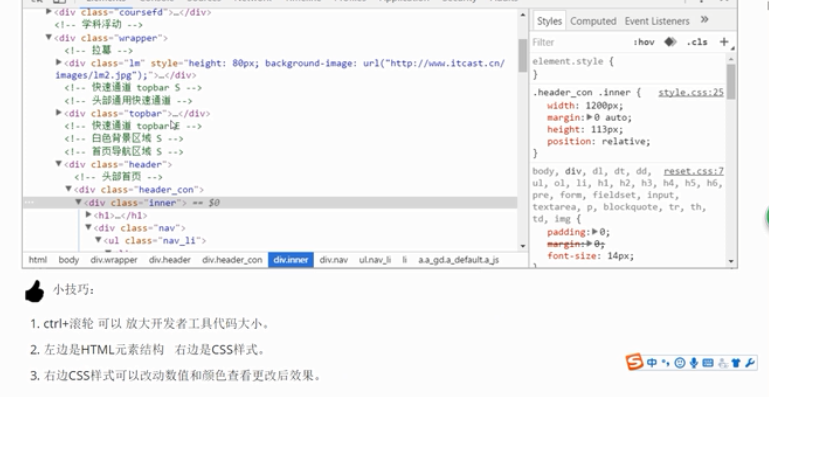 <div class="coursefd">…</div>
<!-- 学科浮动 -->
<div class="wrapper">
<!-- 拉幕 -->
<div class="lm" style="height: 80px; background-image: url("http://www.itcast.cn/
images/lm2.jpg");">…</div>
<!-- 快速通道 topbar S -->
<!-- 头部通用快速通道 -->
<div class="topbar">…</div>
<!-- 快速通道 topbar E -->
<!-- 白色背景区域 S -->
<!-- 首页导航区域 S -->
<div class="header">
<!-- 头部首页 -->
<div class="header_con">
<div class="inner"> == $0
<h1>…</h1>
<div class="nav">
<ul class="nav_li">
html body div.wrapper div.header div.header_con div.inner div.nav ul.nav_li li a.a_gd.a_default.a_js
Styles Computed Event Listeners »
Filter :hov .cls +
element.style {
}
.header_con .inner { style.css:25
width: 1200px;
margin: 0 auto;
height: 113px;
position: relative;
}
body, div, dl, dt, dd, reset.css:7
ul, ol, li, h1, h2, h3, h4, h5, h6,
pre, form, fieldset, input,
textarea, p, blockquote, tr, th,
td, img {
padding: 0;
margin: 0;
font-size: 14px;
小技巧：
1. ctrl+滚轮 可以 放大开发者工具代码大小。
2. 左边是HTML元素结构 右边是CSS样式。
3. 右边CSS样式可以改动数值和颜色查看更改后效果。
中